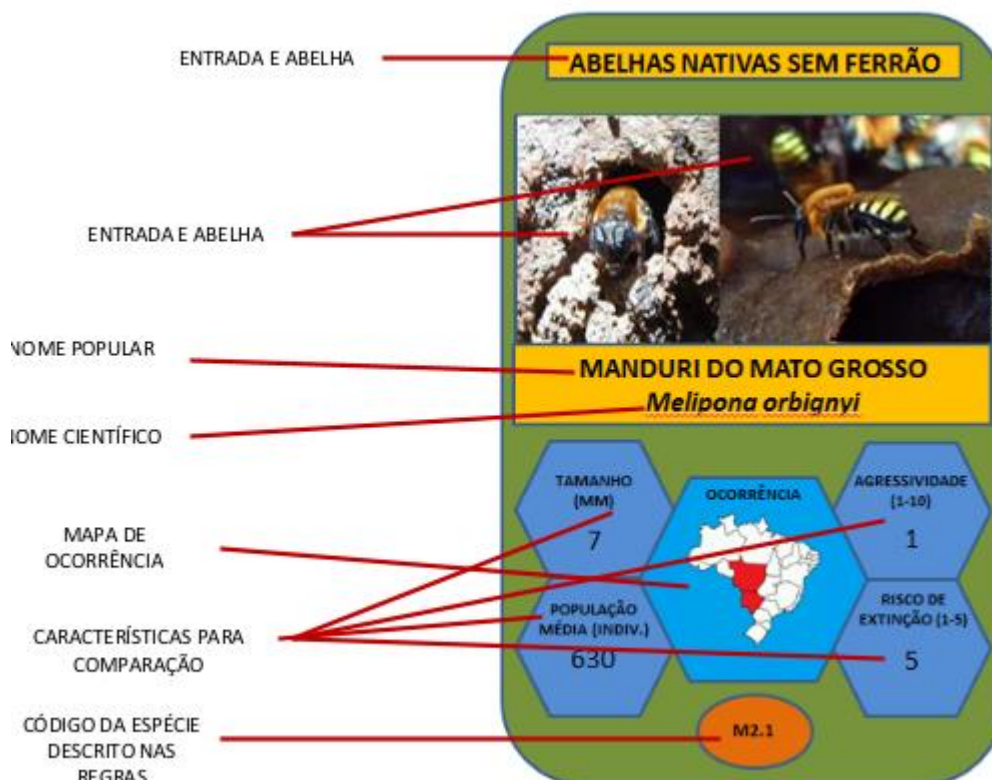 ENTRADA E ABELHA
ABELHAS NATIVAS SEM FERRÃO
ENTRADA E ABELHA
NOME POPULAR
MANDURI DO MATO GROSSO
Melipona orbignyi
NOME CIENTÍFICO
TAMANHO
(MM)
7
OCORRÊNCIA
AGRESSIVIDADE
(1-10)
1
MAPA DE
OCORRÊNCIA
POPULAÇÃO
MÉDIA (INDIV.)
630
RISCO DE
EXTINÇÃO (1-5)
5
CARACTERÍSTICAS PARA
COMPARAÇÃO
CÓDIGO DA ESPÉCIE
DESCRITO NAS
REGRAS
M2.1